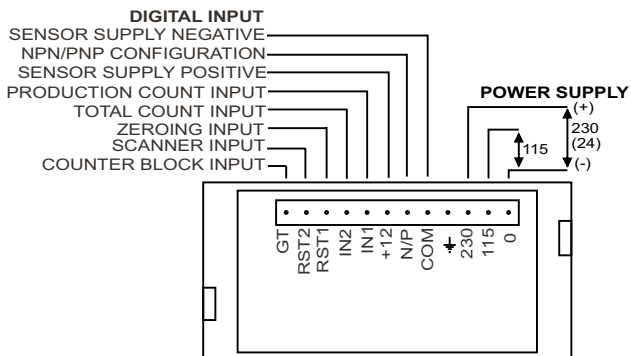 DIGITAL INPUT
SENSOR SUPPLY NEGATIVE
NPN/PNP CONFIGURATION
SENSOR SUPPLY POSITIVE
PRODUCTION COUNT INPUT
TOTAL COUNT INPUT
ZEROING INPUT
SCANNER INPUT
COUNTER BLOCK INPUT
POWER SUPPLY
(+)
230
(24)
115
(-)
GT
RST2
RST1
IN2
IN1
+12
N/P
COM
230
115
0